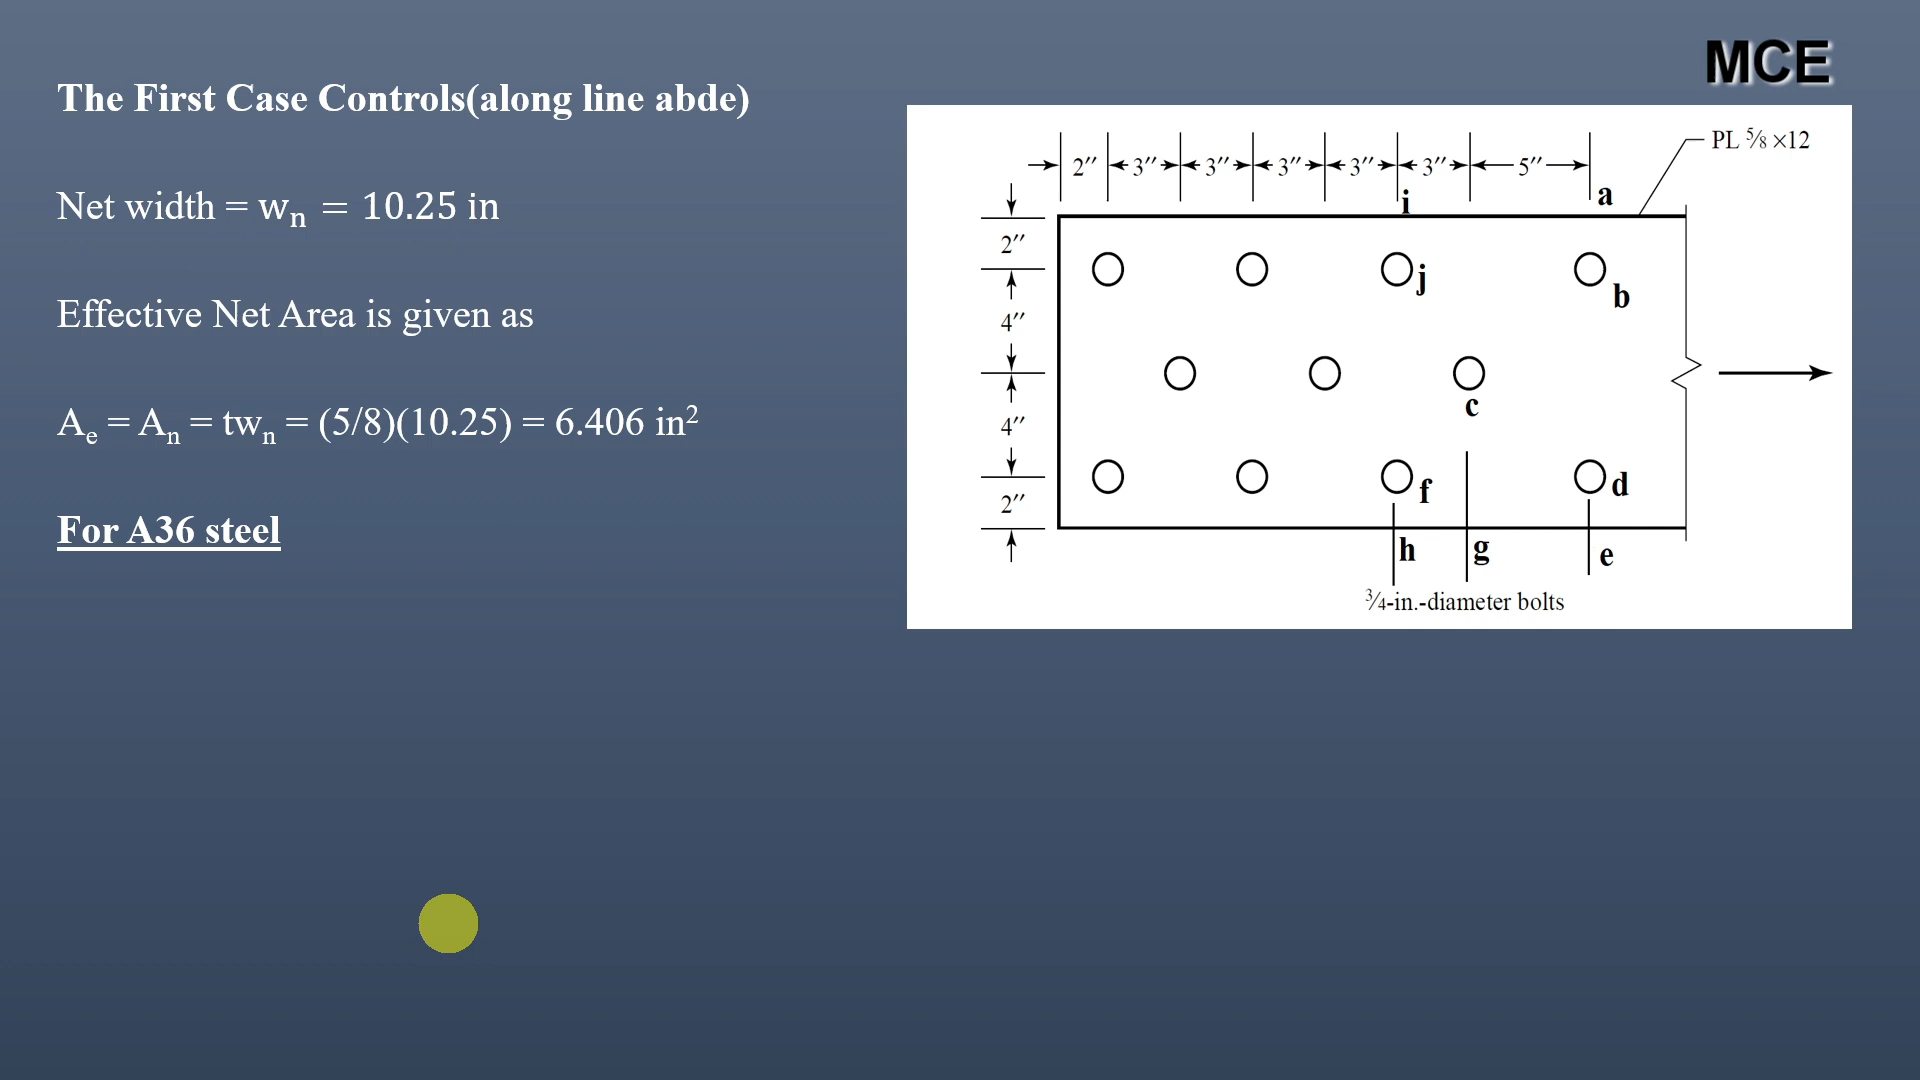 MCE
The First Case Controls(along line abde)
Net width = wₙ = 10.25 in
Effective Net Area is given as
Aₑ = Aₙ = twₙ = (5/8)(10.25) = 6.406 in²
For A36 steel
PL ⅝ ×12
2″ 3″ 3″ 3″ 3″ 3″ 5″
i a
2″
j b
4″
c
4″
f d
2″
h g e
¾-in.-diameter bolts